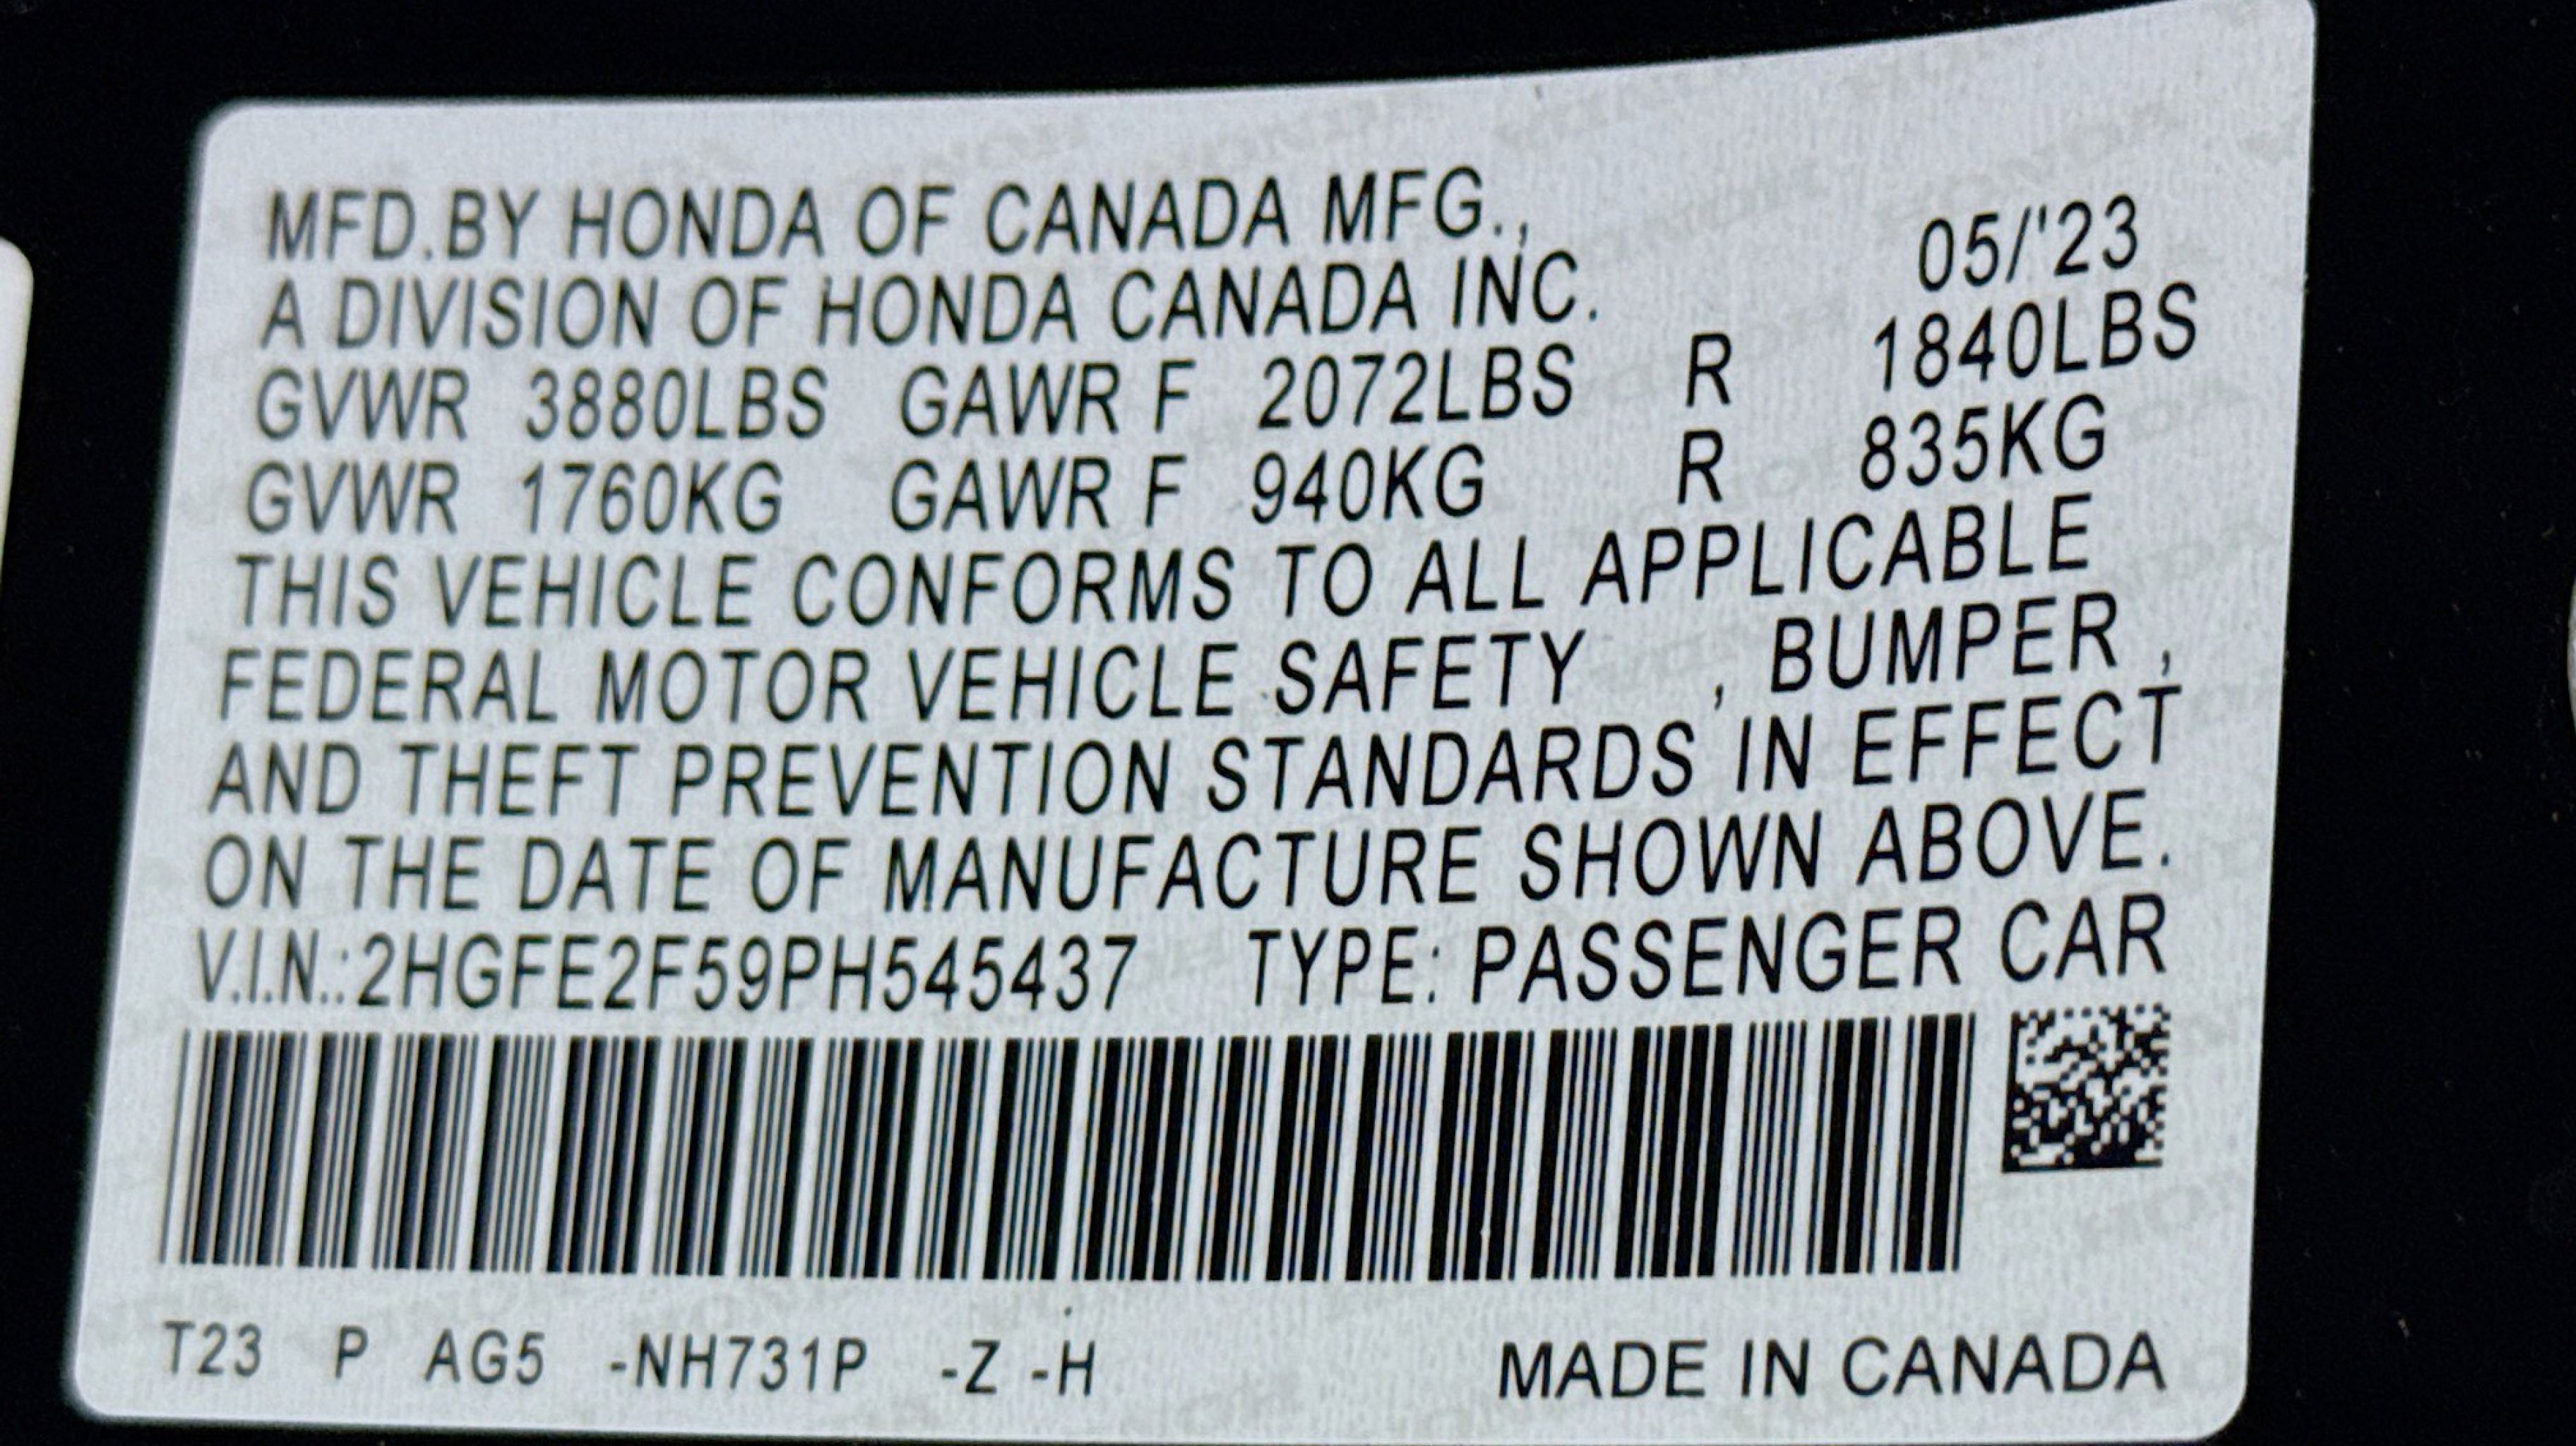 MFD.BY HONDA OF CANADA MFG.,
A DIVISION OF HONDA CANADA INC. 05/'23
GVWR 3880LBS GAWR F 2072LBS R 1840LBS
GVWR 1760KG GAWR F 940KG R 835KG
THIS VEHICLE CONFORMS TO ALL APPLICABLE
FEDERAL MOTOR VEHICLE SAFETY , BUMPER ,
AND THEFT PREVENTION STANDARDS IN EFFECT
ON THE DATE OF MANUFACTURE SHOWN ABOVE.
V.I.N.:2HGFE2F59PH545437 TYPE: PASSENGER CAR
T23 P AG5 -NH731P -Z -H MADE IN CANADA